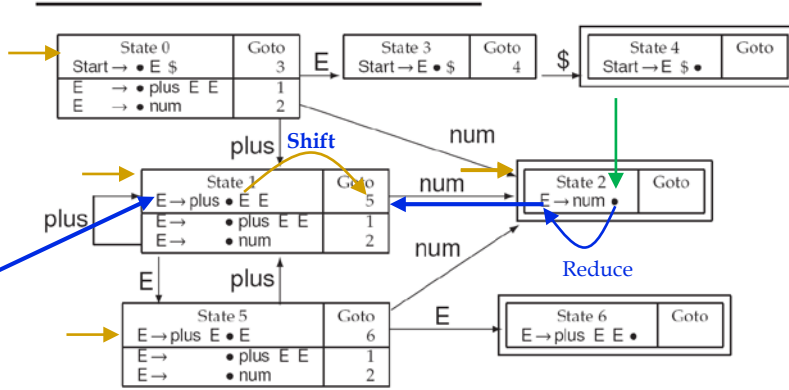 State 0 Goto
Start → • E $ 3
E → • plus E E 1
E → • num 2
E
State 3 Goto
Start → E • $ 4
$
State 4 Goto
Start → E $ •
plus
Shift
num
State 1 Goto
E → plus • E E 5
E → • plus E E 1
E → • num 2
plus
num
State 2 Goto
E → num •
Reduce
num
E
plus
State 5 Goto
E → plus E • E 6
E → • plus E E 1
E → • num 2
E
State 6 Goto
E → plus E E •